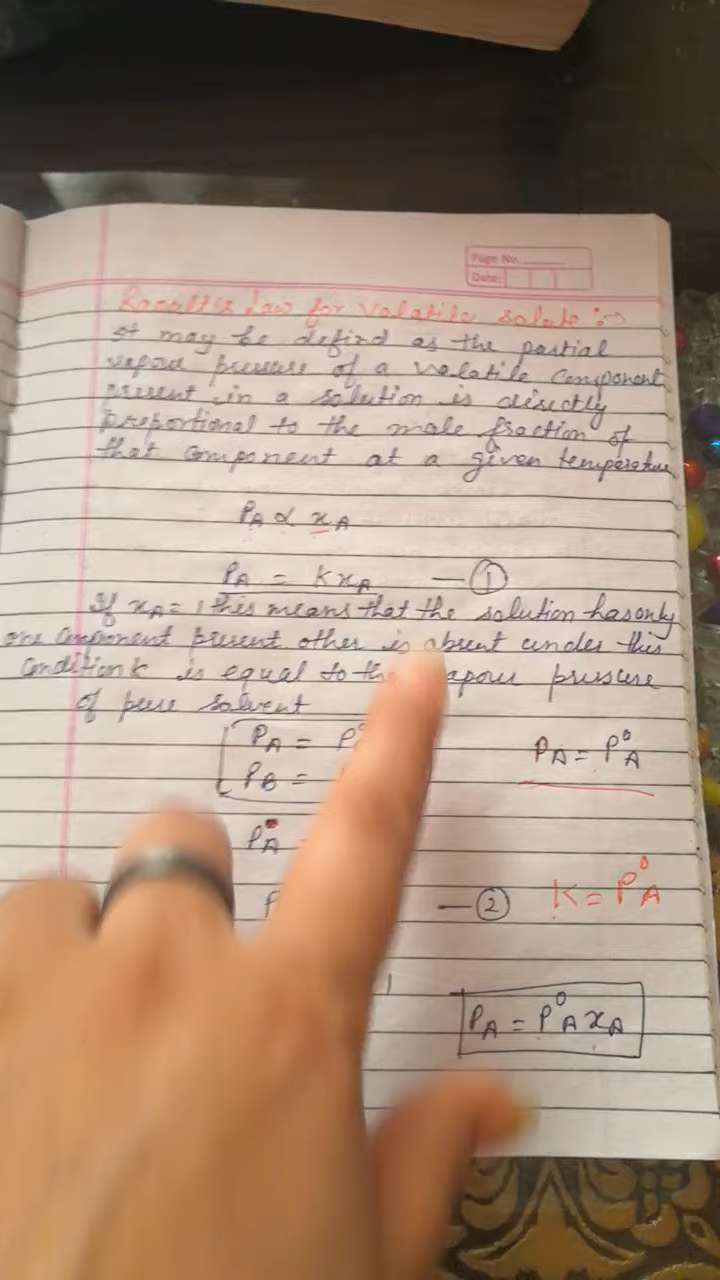 Page No.
Date:
Raoult's Law for volatile solute :->
It may be defind as the partial
vapour pressure of a volatile component
present in a solution is directly
proportional to the mole fraction of
that component at a given temperature
PA ∝ xA
PA = KxA — ①
If xA = 1 this means that the solution has only
one component present other is absent under this
condition k is equal to the vapour pressure
of pure solvent
PA = P
PB =
PA = P°A
PA
P — ②
K = P°A
PA = P°A xA